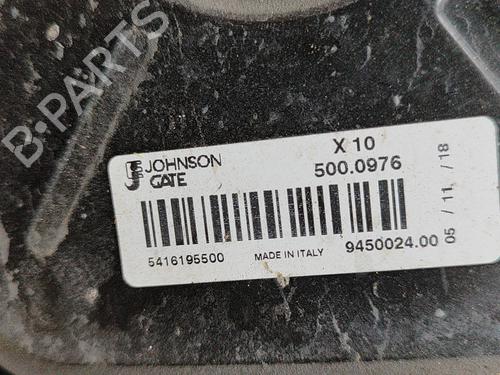 B-PARTS
JOHNSON
GATE
X 10
500.0976
5416195500
MADE IN ITALY
9450024.00
05 / 11 / 18